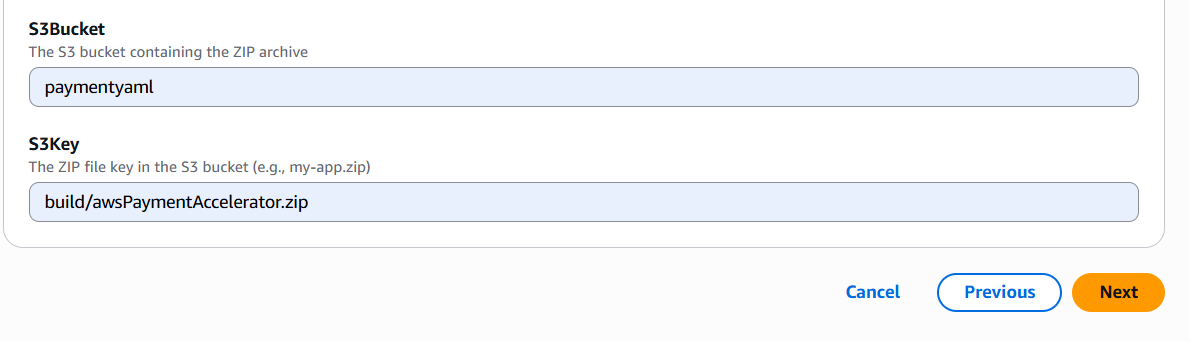 S3Bucket
The S3 bucket containing the ZIP archive
paymentyaml
S3Key
The ZIP file key in the S3 bucket (e.g., my-app.zip)
build/awsPaymentAccelerator.zip
Cancel Previous Next